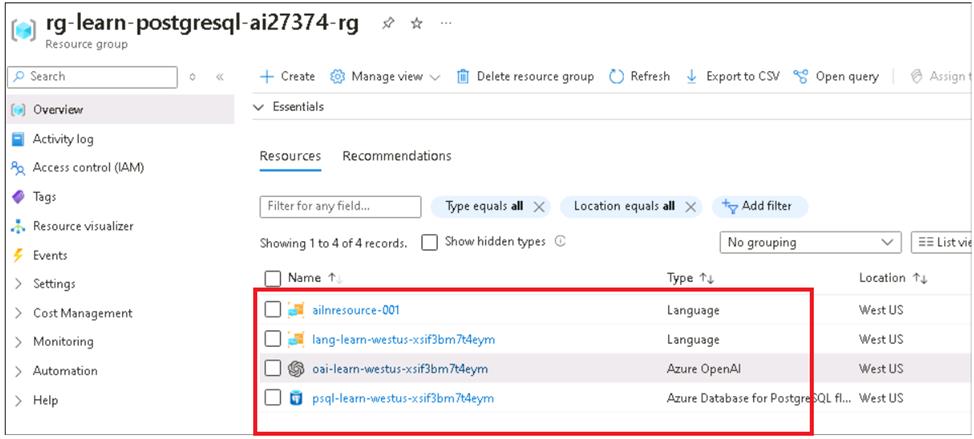 rg-learn-postgresql-ai27374-rg
Resource group
Search
Create Manage view Delete resource group Refresh Export to CSV Open query Assign t
Overview
Essentials
Activity log
Access control (IAM)
Resources Recommendations
Tags
Filter for any field... Type equals all Location equals all Add filter
Resource visualizer
Showing 1 to 4 of 4 records. Show hidden types No grouping List vie
Events
Settings
Name Type Location
Cost Management
ailnresource-001 Language West US
Monitoring
lang-learn-westus-xsif3bm7t4eym Language West US
Automation
oai-learn-westus-xsif3bm7t4eym Azure OpenAI West US
Help
psql-learn-westus-xsif3bm7t4eym Azure Database for PostgreSQL fl... West US